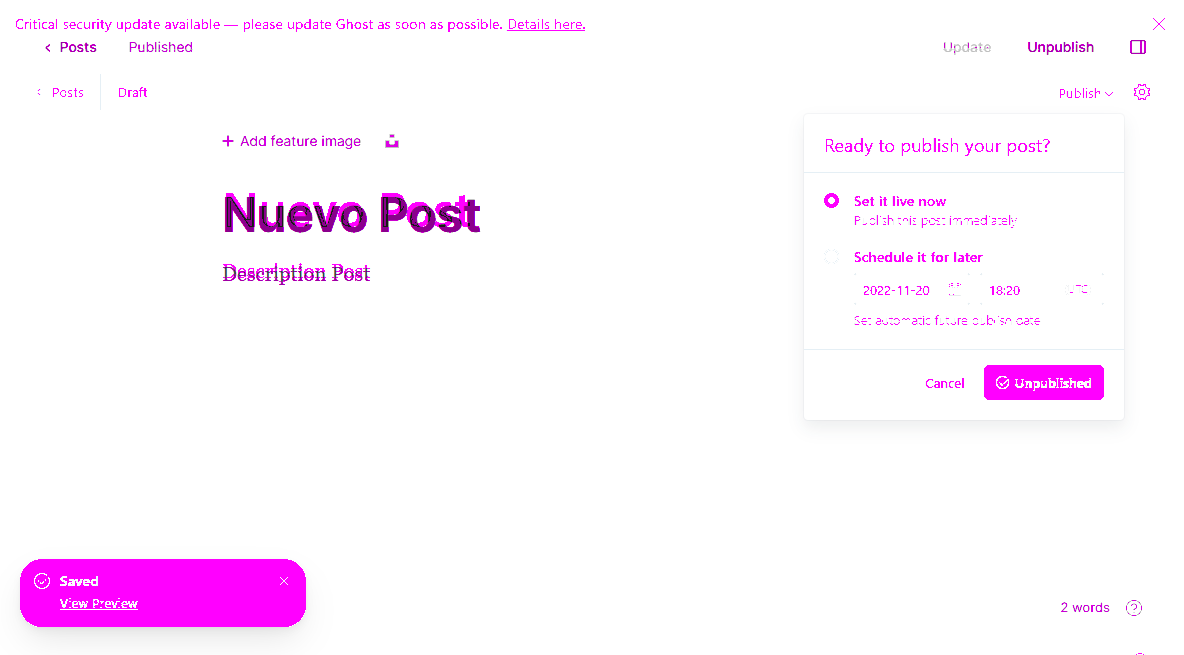 Critical security update available — please update Ghost as soon as possible. Details here.
Posts Published Update Unpublish
Posts Draft Publish
Add feature image
Ready to publish your post?
Nuevo Post
Set it live now
Publish this post immediately
Schedule it for later
Description Post
2022-11-20 18:20 UTC
Set automatic future publish date
Cancel Unpublished
Saved
View Preview
2 words